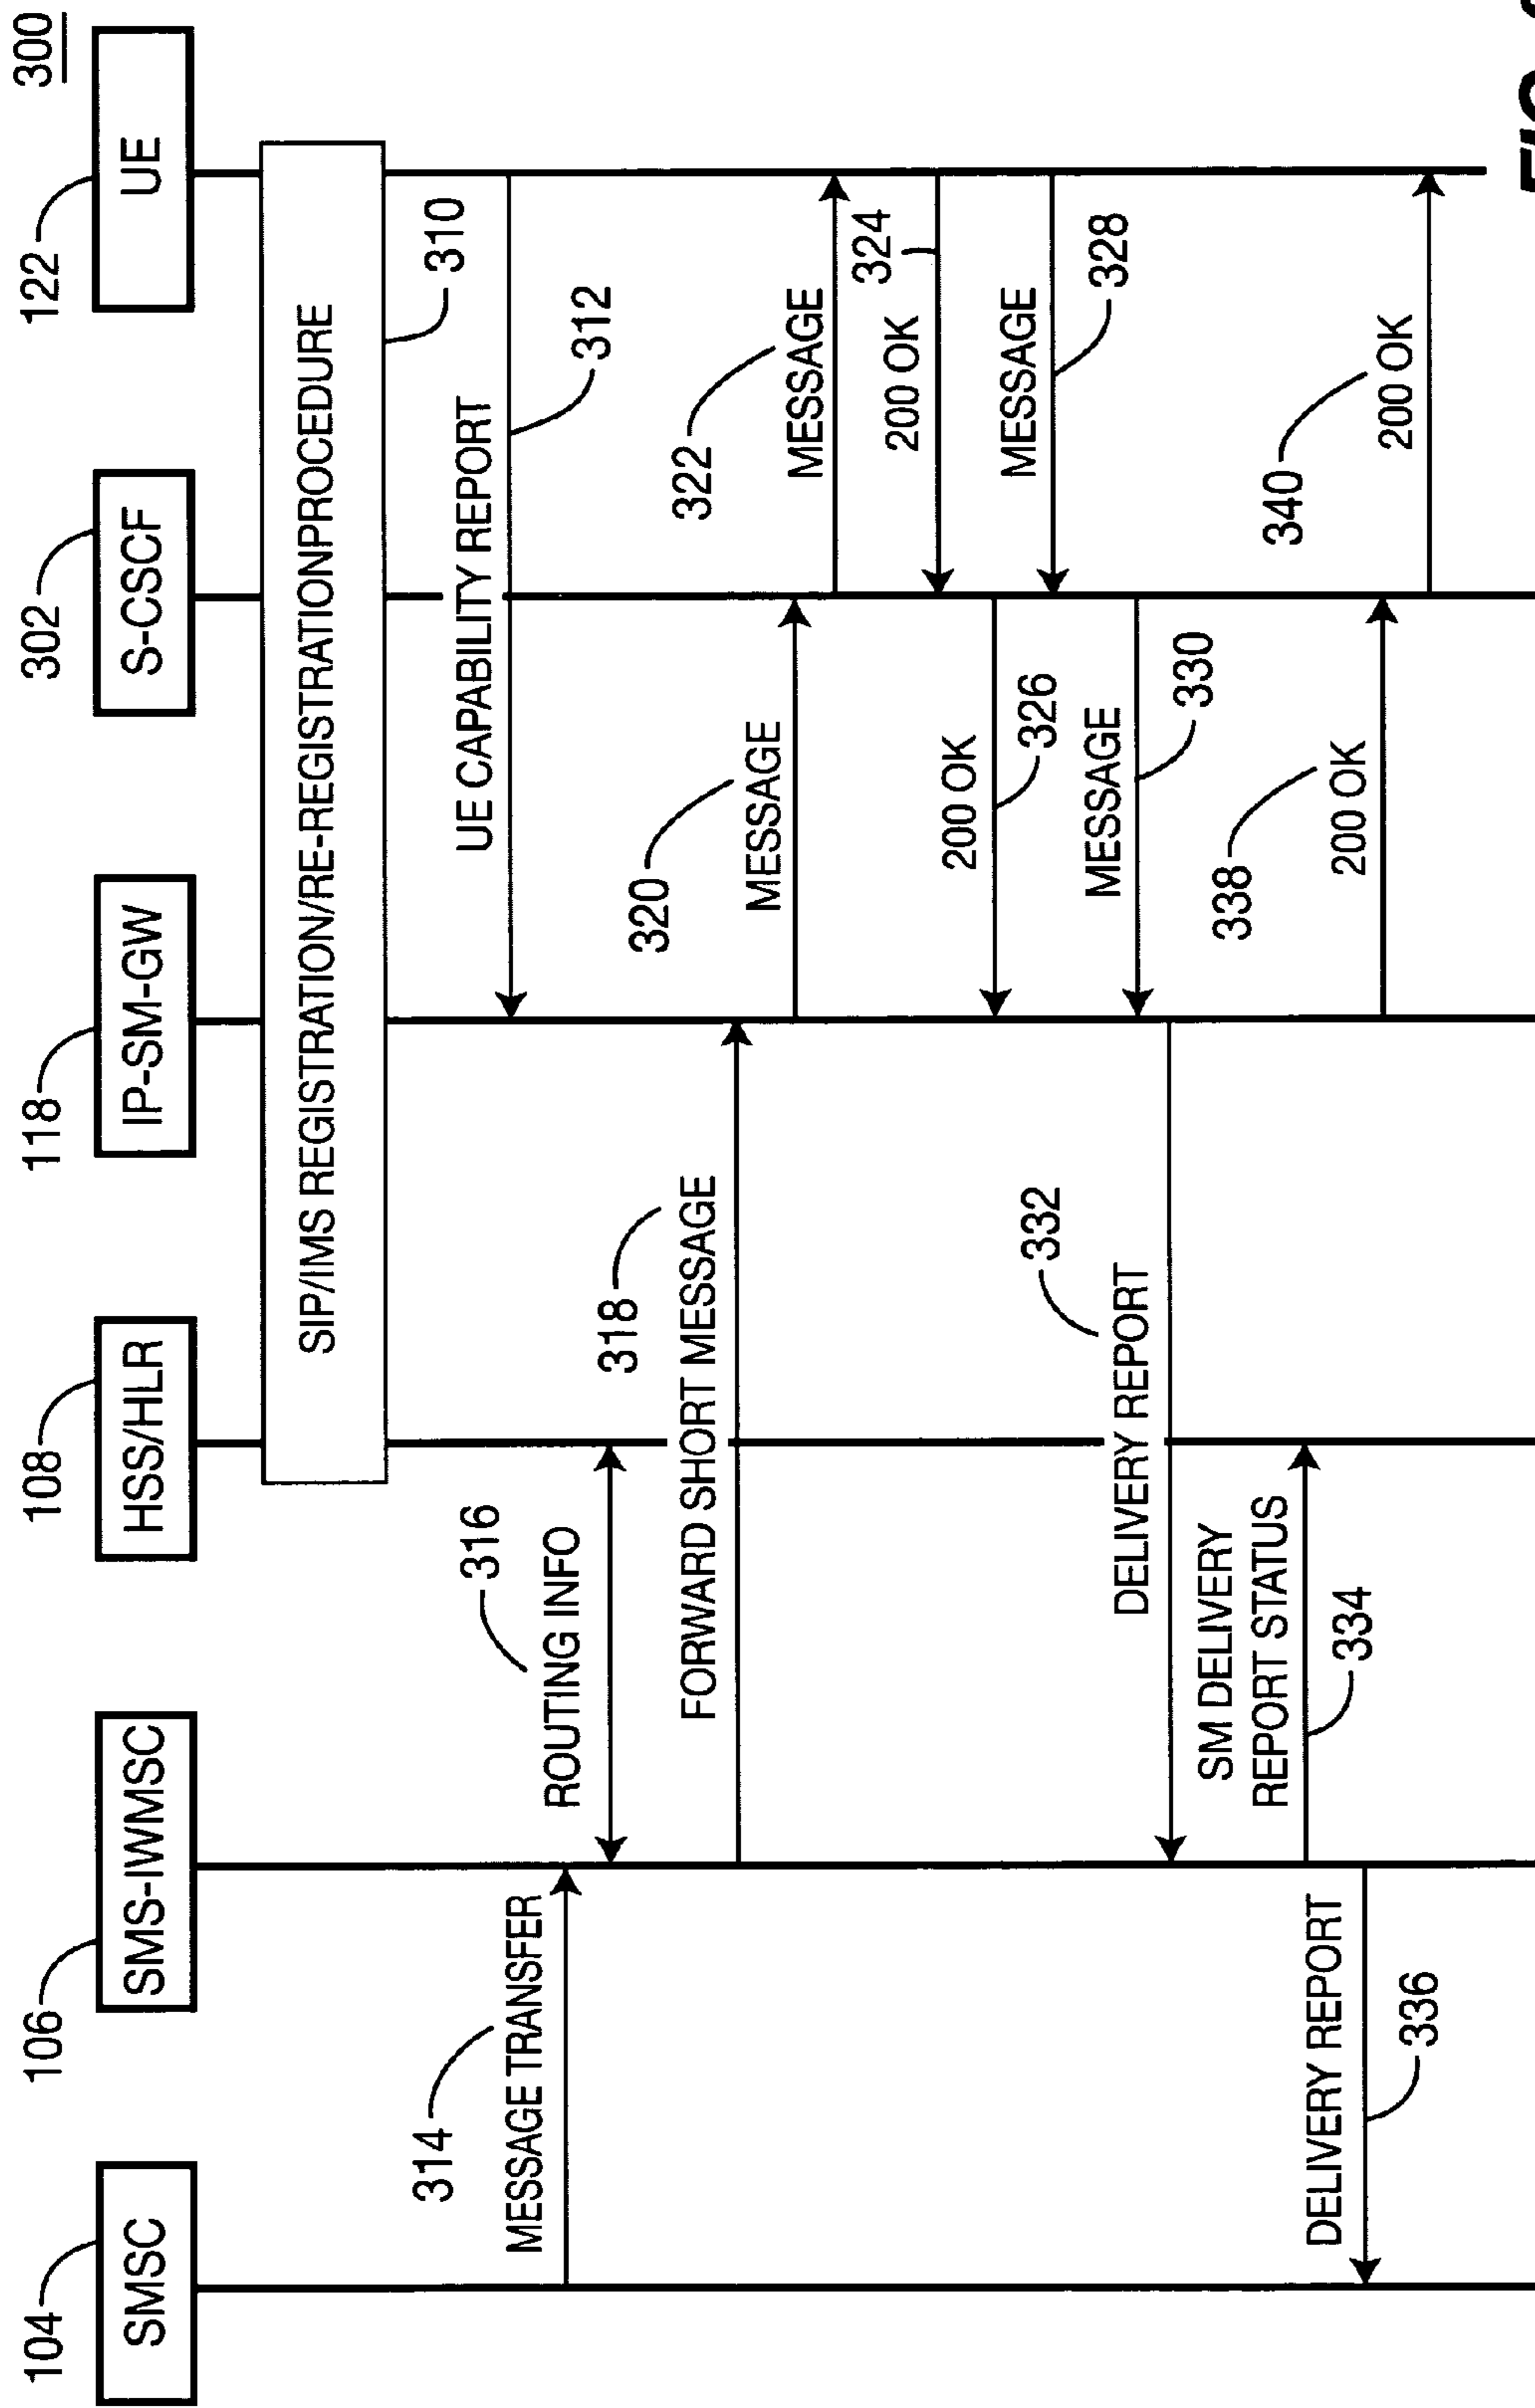 300
104
106
108
118
302
122
SMSC
SMS-IWMSC
HSS/HLR
IP-SM-GW
S-CSCF
UE
SIP/IMS REGISTRATION/RE-REGISTRATIONPROCEDURE
310
UE CAPABILITY REPORT
312
314
MESSAGE TRANSFER
316
ROUTING INFO
318
FORWARD SHORT MESSAGE
320
MESSAGE
322
MESSAGE
324
200 OK
200 OK
326
MESSAGE
328
MESSAGE
330
332
DELIVERY REPORT
SM DELIVERY
REPORT STATUS
334
DELIVERY REPORT
336
338
200 OK
340
200 OK